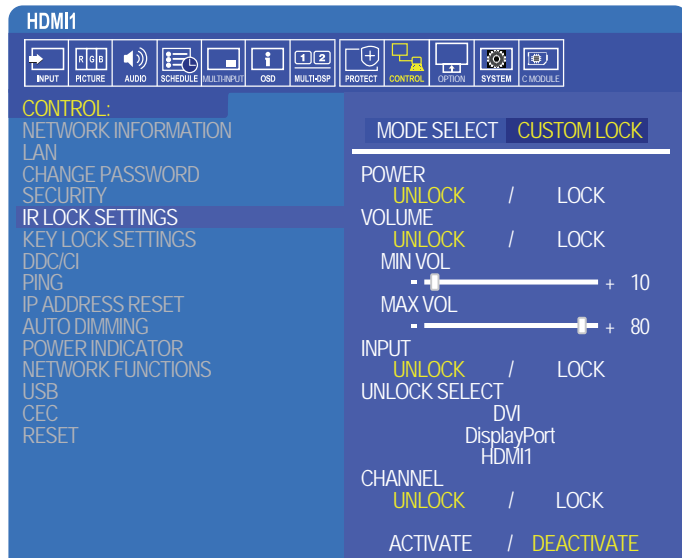 HDMI1
INPUT
RGB
PICTURE
AUDIO
SCHEDULE
MULTI-INPUT
i
OSD
1 2
MULTI-DSP
PROTECT
CONTROL
OPTION
SYSTEM
C MODULE
CONTROL:
NETWORK INFORMATION
LAN
CHANGE PASSWORD
SECURITY
IR LOCK SETTINGS
KEY LOCK SETTINGS
DDC/CI
PING
IP ADDRESS RESET
AUTO DIMMING
POWER INDICATOR
NETWORK FUNCTIONS
USB
CEC
RESET
MODE SELECT CUSTOM LOCK
POWER
UNLOCK / LOCK
VOLUME
UNLOCK / LOCK
MIN VOL
- + 10
MAX VOL
- + 80
INPUT
UNLOCK / LOCK
UNLOCK SELECT
DVI
DisplayPort
HDMI1
CHANNEL
UNLOCK / LOCK
ACTIVATE / DEACTIVATE